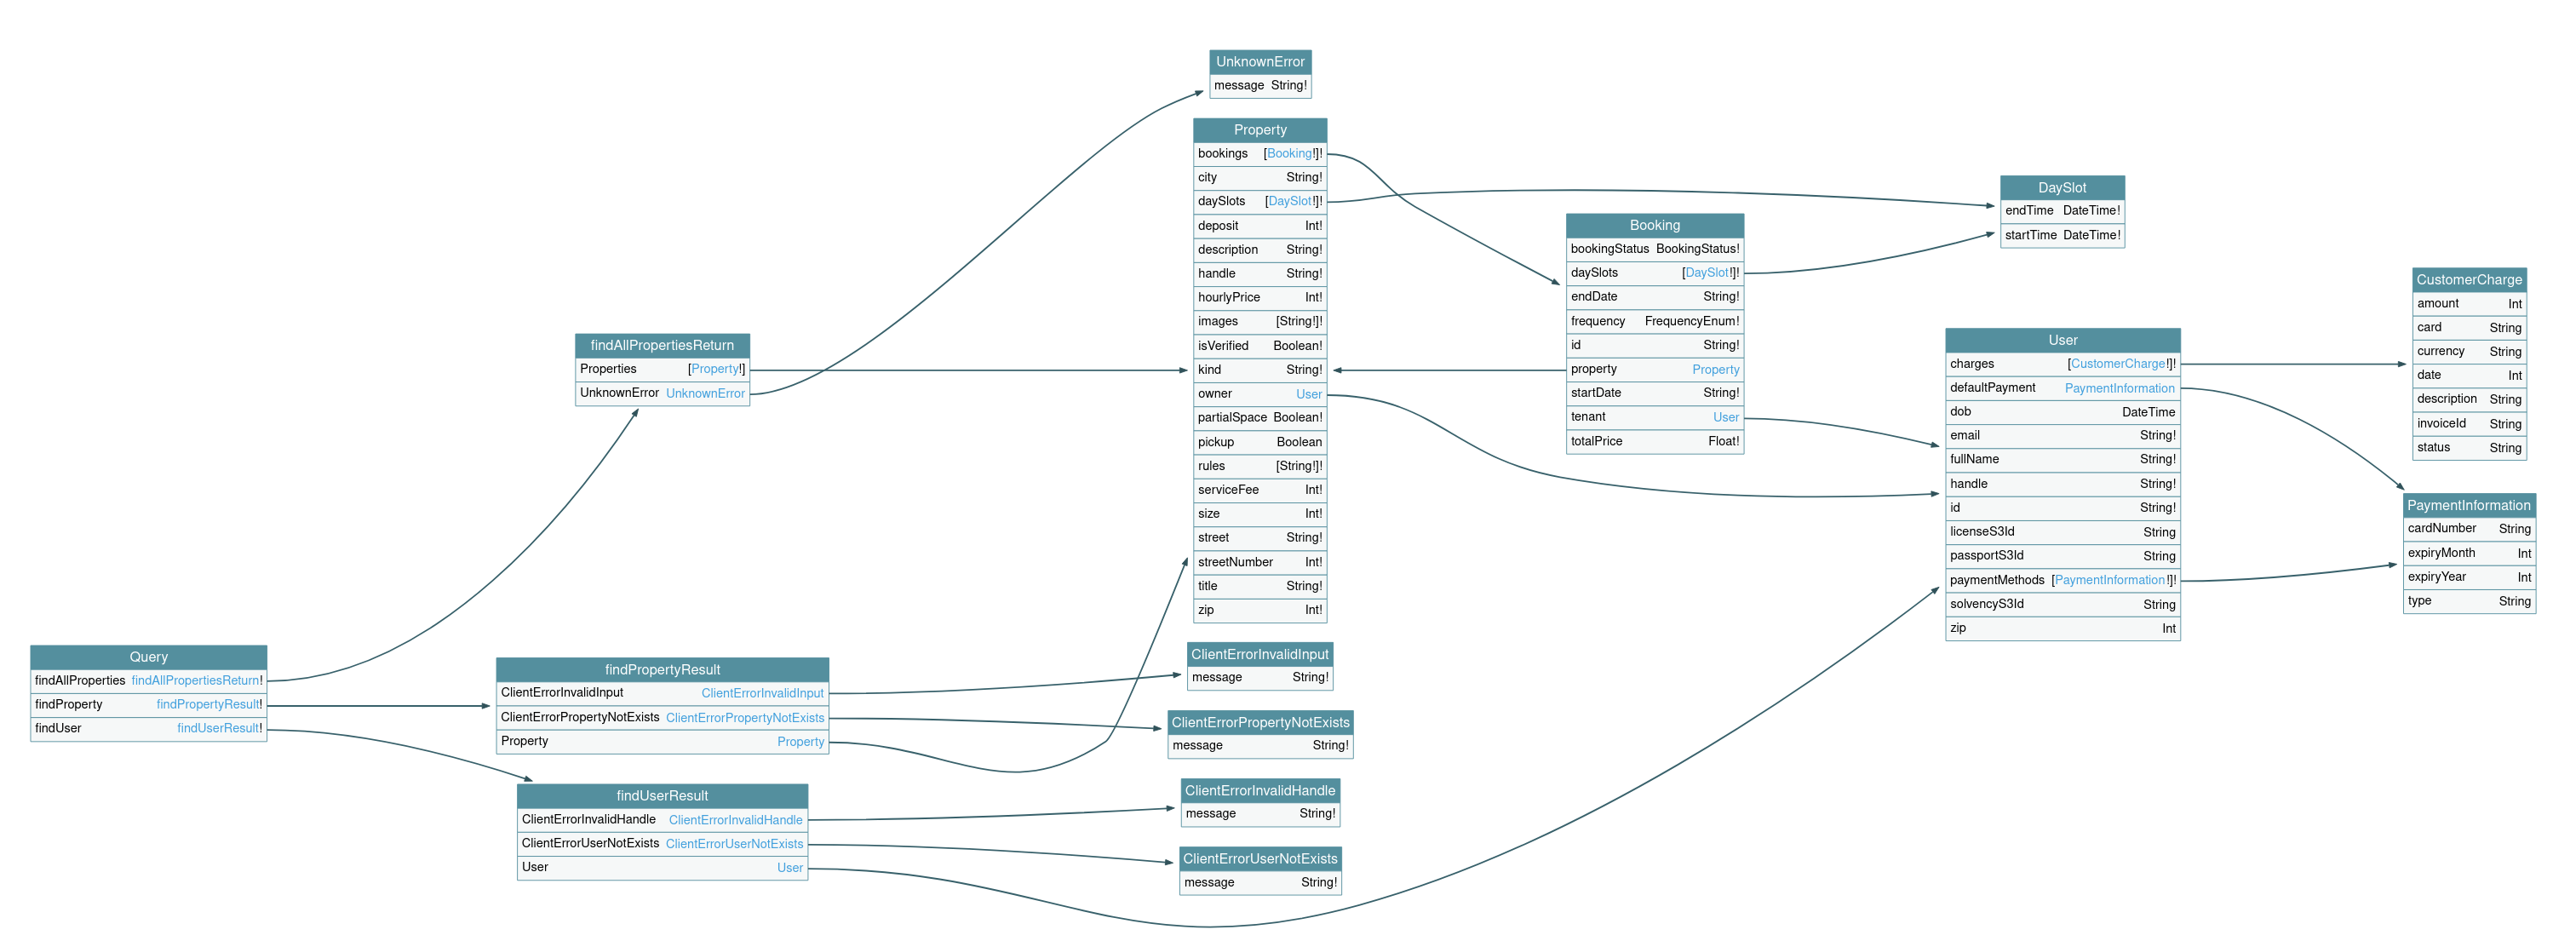 UnknownError
message String!
Property
bookings [Booking!]!
city String!
daySlots [DaySlot!]!
deposit Int!
description String!
handle String!
hourlyPrice Int!
images [String!]!
isVerified Boolean!
kind String!
owner User
partialSpace Boolean!
pickup Boolean
rules [String!]!
serviceFee Int!
size Int!
street String!
streetNumber Int!
title String!
zip Int!
DaySlot
endTime DateTime!
startTime DateTime!
Booking
bookingStatus BookingStatus!
daySlots [DaySlot!]!
endDate String!
frequency FrequencyEnum!
id String!
property Property
startDate String!
tenant User
totalPrice Float!
CustomerCharge
amount Int
card String
currency String
date Int
description String
invoiceId String
status String
User
charges [CustomerCharge!]!
defaultPayment PaymentInformation
dob DateTime
email String!
fullName String!
handle String!
id String!
licenseS3Id String
passportS3Id String
paymentMethods [PaymentInformation!]!
solvencyS3Id String
zip Int
PaymentInformation
cardNumber String
expiryMonth Int
expiryYear Int
type String
findAllPropertiesReturn
Properties [Property!]
UnknownError UnknownError
Query
findAllProperties findAllPropertiesReturn!
findProperty findPropertyResult!
findUser findUserResult!
findPropertyResult
ClientErrorInvalidInput ClientErrorInvalidInput
ClientErrorPropertyNotExists ClientErrorPropertyNotExists
Property Property
ClientErrorInvalidInput
message String!
ClientErrorPropertyNotExists
message String!
findUserResult
ClientErrorInvalidHandle ClientErrorInvalidHandle
ClientErrorUserNotExists ClientErrorUserNotExists
User User
ClientErrorInvalidHandle
message String!
ClientErrorUserNotExists
message String!